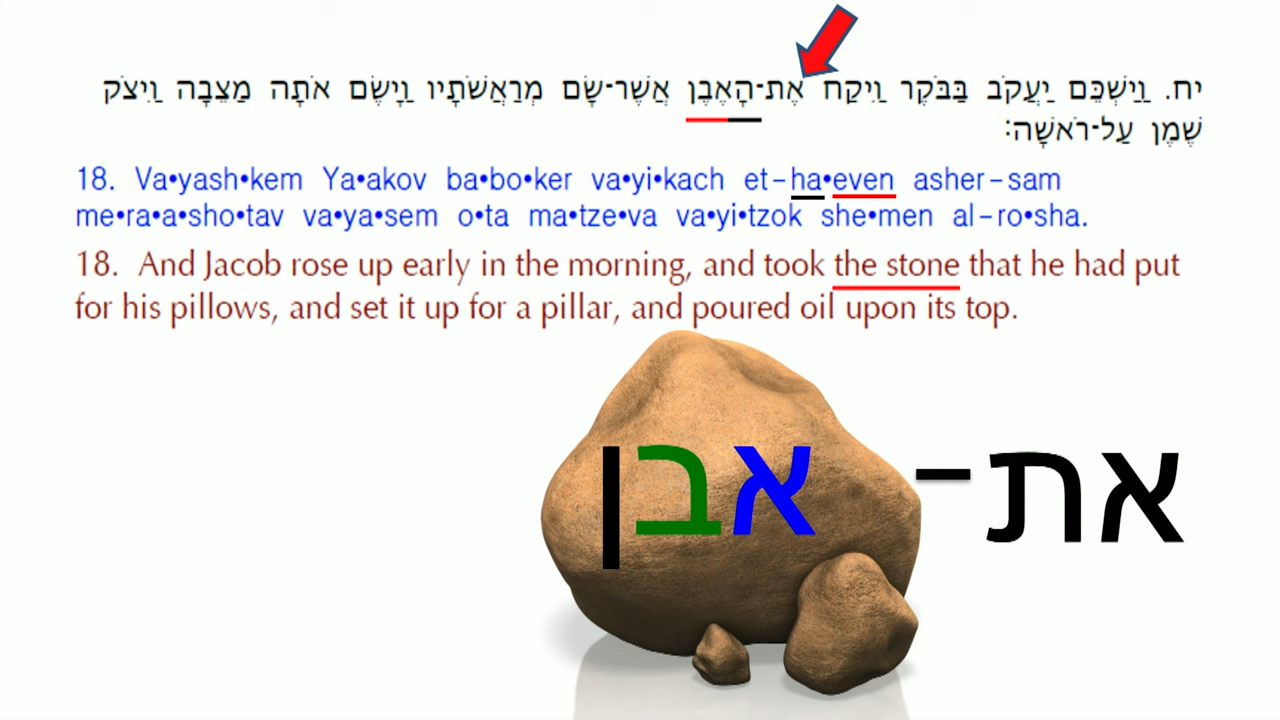 יח. וַיַּשְׁכֵּם יַעֲקֹב בַּבֹּקֶר וַיִּקַּח אֶת־הָאֶבֶן אֲשֶׁר־שָׂם מְרַאֲשֹׁתָיו וַיָּשֶׂם אֹתָהּ מַצֵּבָה וַיִּצֹק
שֶׁמֶן עַל־רֹאשָׁהּ׃
18. Va•yash•kem Ya•akov ba•bo•ker va•yi•kach et–ha•even asher–sam
me•ra•a•sho•tav va•ya•sem o•ta ma•tze•va va•yi•tzok she•men al–ro•sha.
18. And Jacob rose up early in the morning, and took the stone that he had put
for his pillows, and set it up for a pillar, and poured oil upon its top.
את־אבן